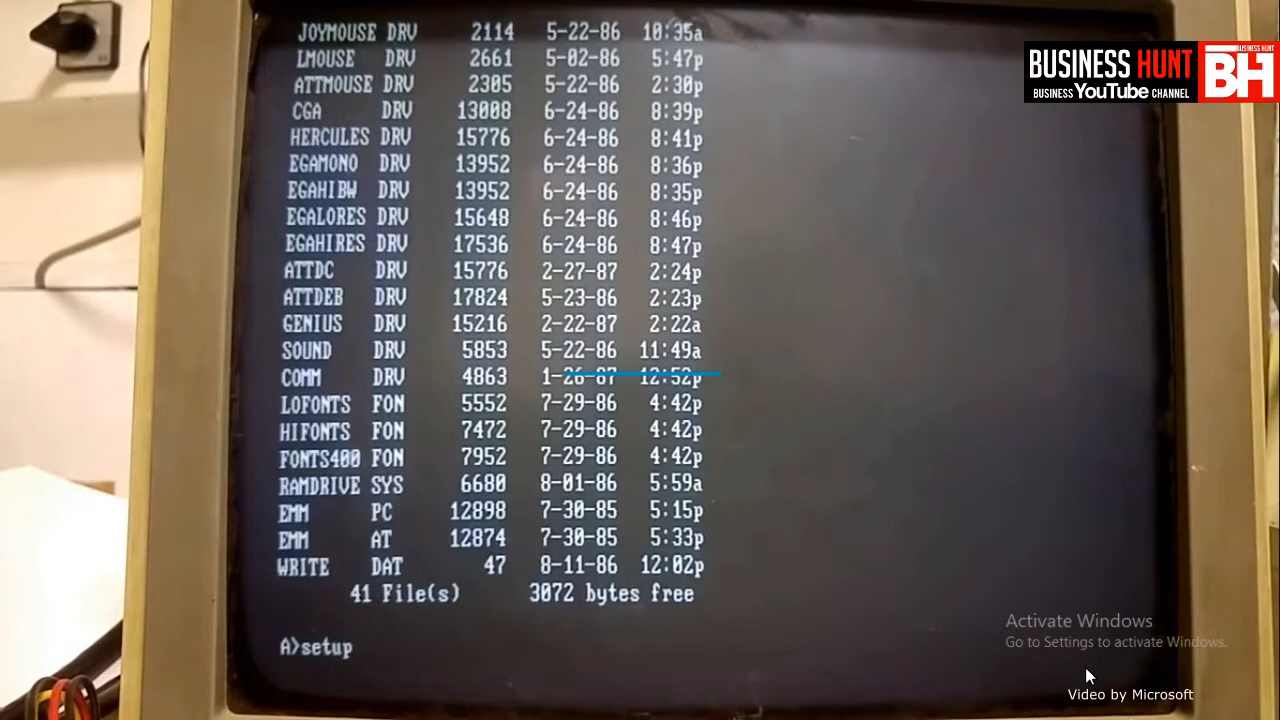 JOYMOUSE DRV 2114 5-22-86 10:35a
LMOUSE DRV 2661 5-02-86 5:47p
ATTMOUSE DRV 2305 5-22-86 2:30p
CGA DRV 13008 6-24-86 8:39p
HERCULES DRV 15776 6-24-86 8:41p
EGAMONO DRV 13952 6-24-86 8:36p
EGAHIBW DRV 13952 6-24-86 8:35p
EGALORES DRV 15648 6-24-86 8:46p
EGAHIRES DRV 17536 6-24-86 8:47p
ATTDC DRV 15776 2-27-87 2:24p
ATTDEB DRV 17824 5-23-86 2:23p
GENIUS DRV 15216 2-22-87 2:22a
SOUND DRV 5853 5-22-86 11:49a
COMM DRV 4863 1-26-87 12:52p
LOFONTS FON 5552 7-29-86 4:42p
HIFONTS FON 7472 7-29-86 4:42p
FONTS400 FON 7952 7-29-86 4:42p
RAMDRIVE SYS 6680 8-01-86 5:59a
EMM PC 12898 7-30-85 5:15p
EMM AT 12874 7-30-85 5:33p
WRITE DAT 47 8-11-86 12:02p
41 File(s) 3072 bytes free
A>setup
BUSINESS HUNT
BUSINESS YouTube CHANNEL
BUSINESS HUNT
BH
Activate Windows
Go to Settings to activate Windows.
Video by Microsoft